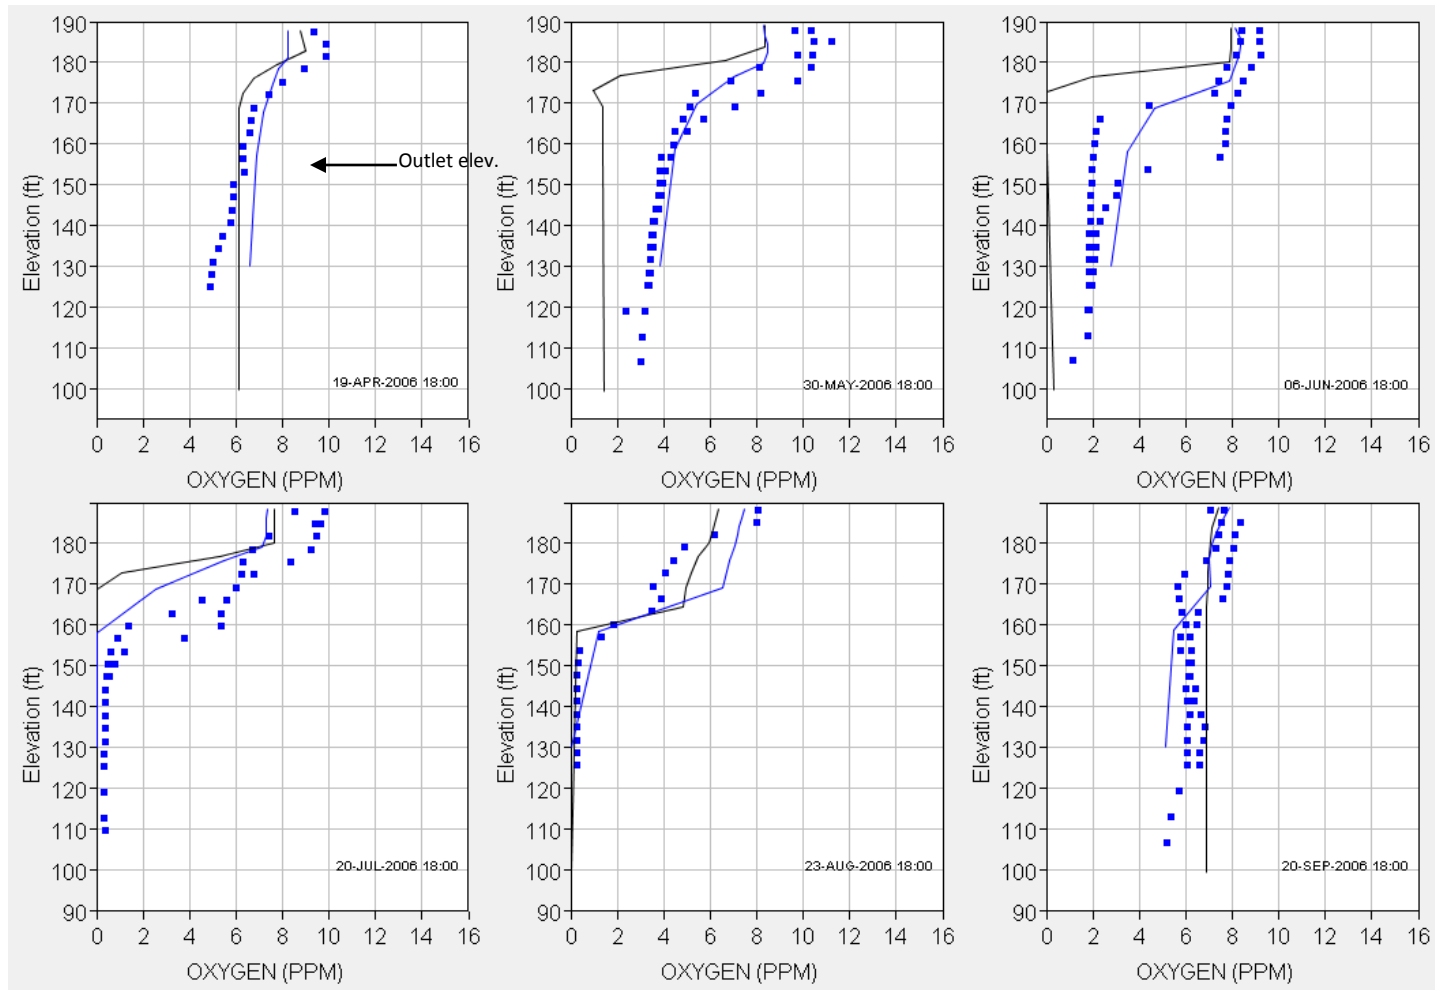 190
180
170
160
150
140
130
120
110
100
Elevation (ft)
Outlet elev.
19-APR-2006 18:00
0 2 4 6 8 10 12 14 16
OXYGEN (PPM)
190
180
170
160
150
140
130
120
110
100
Elevation (ft)
30-MAY-2006 18:00
0 2 4 6 8 10 12 14 16
OXYGEN (PPM)
190
180
170
160
150
140
130
120
110
100
Elevation (ft)
06-JUN-2006 18:00
0 2 4 6 8 10 12 14 16
OXYGEN (PPM)
180
170
160
150
140
130
120
110
100
90
Elevation (ft)
20-JUL-2006 18:00
0 2 4 6 8 10 12 14 16
OXYGEN (PPM)
180
170
160
150
140
130
120
110
100
90
Elevation (ft)
23-AUG-2006 18:00
0 2 4 6 8 10 12 14 16
OXYGEN (PPM)
180
170
160
150
140
130
120
110
100
90
Elevation (ft)
20-SEP-2006 18:00
0 2 4 6 8 10 12 14 16
OXYGEN (PPM)